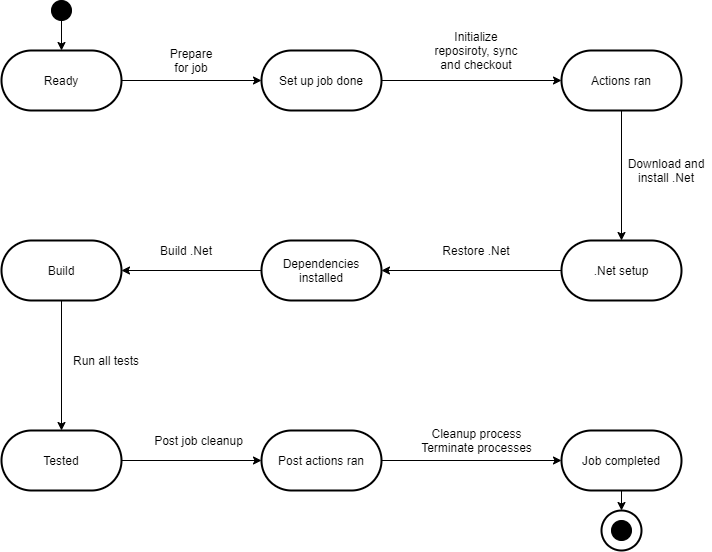 Prepare
for job
Initialize
reposiroty, sync
and checkout
Ready
Set up job done
Actions ran
Download and
install .Net
Build .Net
Restore .Net
Build
Dependencies
installed
.Net setup
Run all tests
Post job cleanup
Cleanup process
Terminate processes
Tested
Post actions ran
Job completed